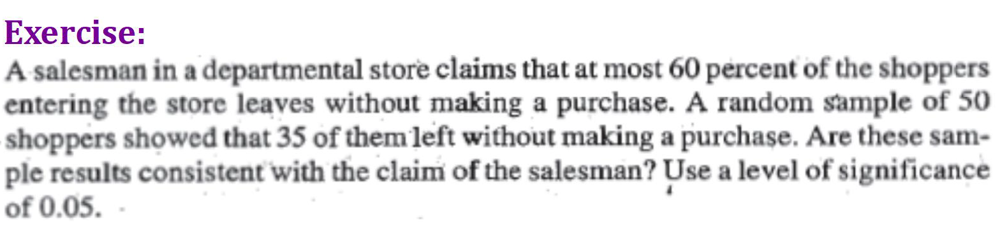 Exercise:
A salesman in a departmental store claims that at most 60 percent of the shoppers
entering the store leaves without making a purchase. A random sample of 50
shoppers showed that 35 of them left without making a purchase. Are these sam-
ple results consistent with the claim of the salesman? Use a level of significance
of 0.05.